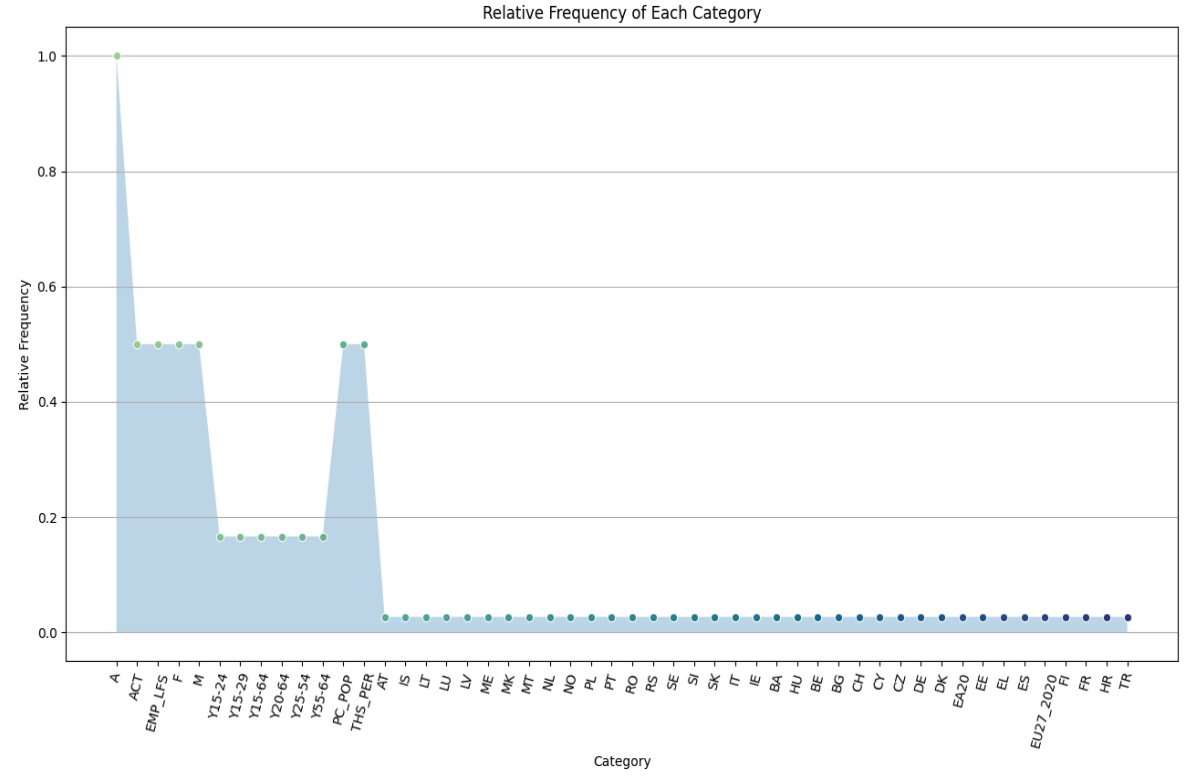 Relative Frequency of Each Category
Relative Frequency
1.0
0.8
0.6
0.4
0.2
0.0
A
ACT
EMP_LFS
F
M
Y15-24
Y15-29
Y15-64
Y20-64
Y25-54
Y55-64
PC_POP
THS_PER
AT
IS
LT
LU
LV
ME
MK
MT
NL
NO
PL
PT
RO
RS
SE
SI
SK
IT
IE
BA
HU
BE
BG
CH
CY
CZ
DE
DK
EA20
EE
EL
ES
EU27_2020
FI
FR
HR
TR
Category